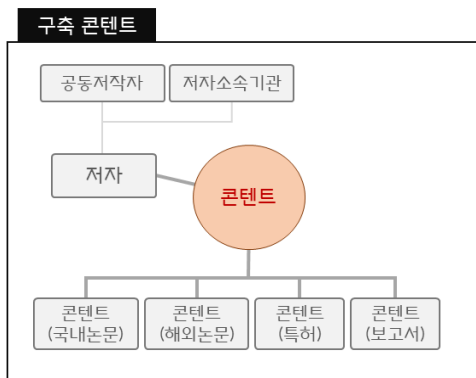 구축 콘텐트
공동저작자
저자소속기관
저자
콘텐트
콘텐트
(국내논문)
콘텐트
(해외논문)
콘텐트
(특허)
콘텐트
(보고서)